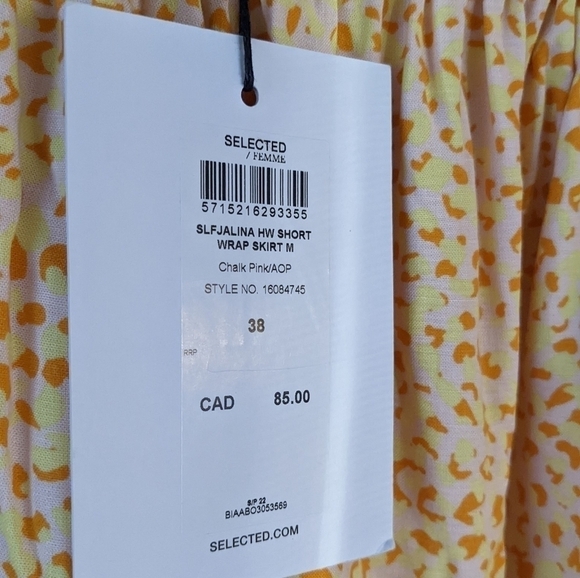 SELECTED
/ FEMME
5715216293355
SLFJALINA HW SHORT
WRAP SKIRT M
Chalk Pink/AOP
STYLE NO. 16084745
38
RRP
CAD 85.00
S/P 22
BIAABO3053569
SELECTED.COM